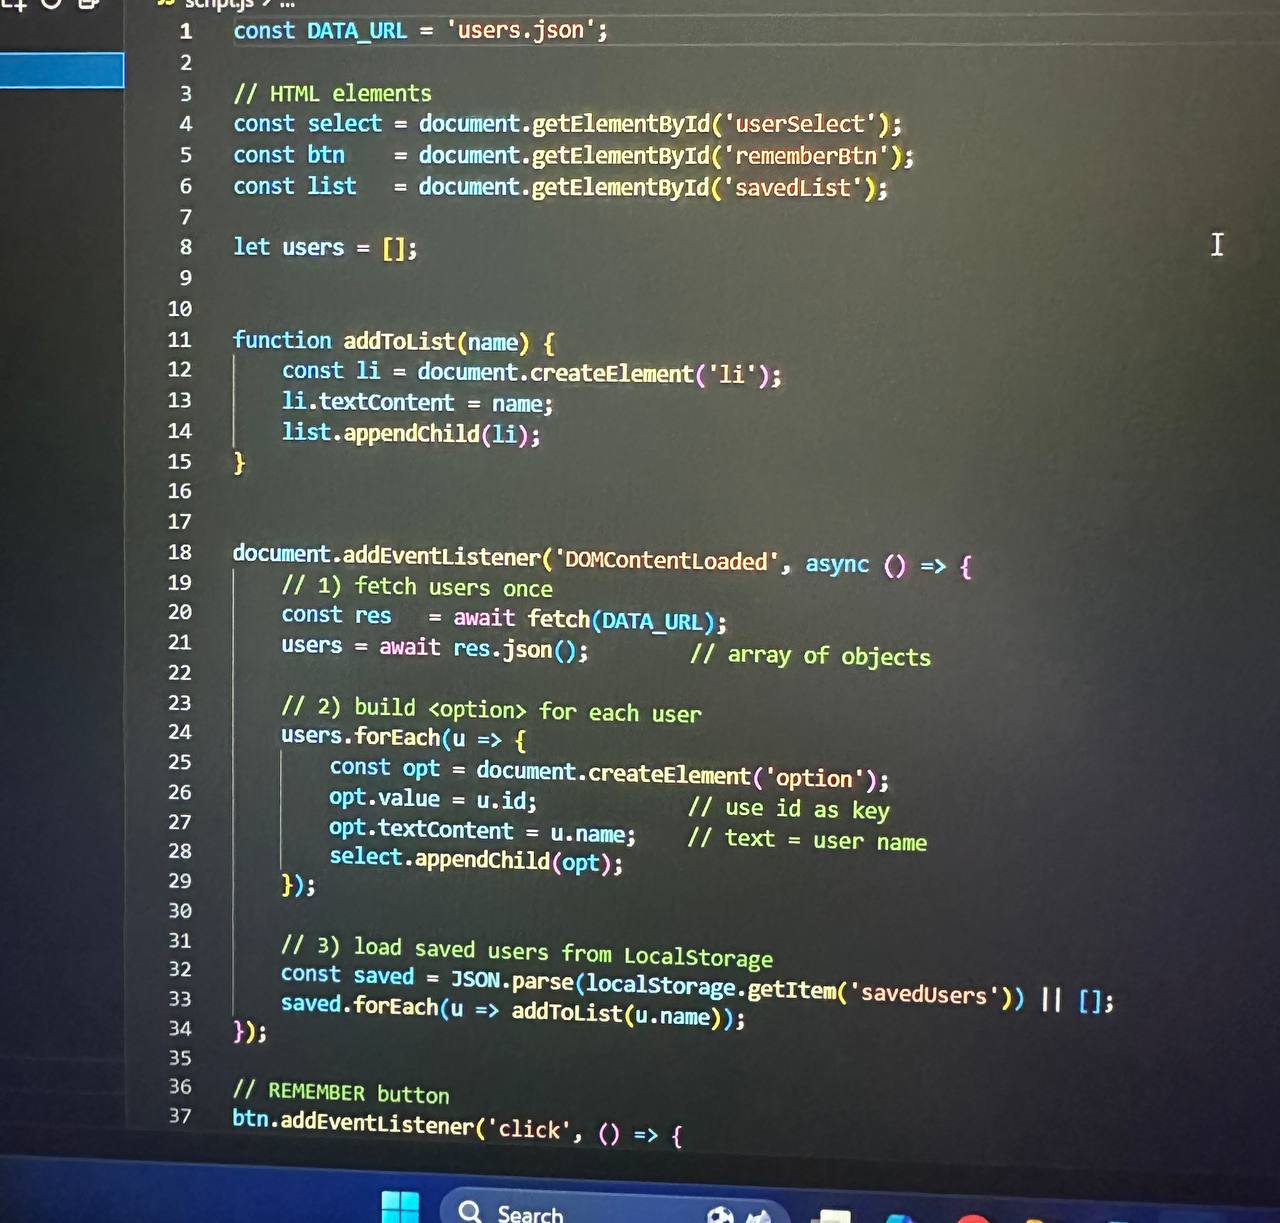 script.js > ...
1 const DATA_URL = 'users.json';
2
3 // HTML elements
4 const select = document.getElementById('userSelect');
5 const btn    = document.getElementById('rememberBtn');
6 const list   = document.getElementById('savedList');
7
8 let users = [];
9
10
11 function addToList(name) {
12     const li = document.createElement('li');
13     li.textContent = name;
14     list.appendChild(li);
15 }
16
17
18 document.addEventListener('DOMContentLoaded', async () => {
19     // 1) fetch users once
20     const res   = await fetch(DATA_URL);
21     users = await res.json();        // array of objects
22
23     // 2) build <option> for each user
24     users.forEach(u => {
25         const opt = document.createElement('option');
26         opt.value = u.id;            // use id as key
27         opt.textContent = u.name;    // text = user name
28         select.appendChild(opt);
29     });
30
31     // 3) load saved users from LocalStorage
32     const saved = JSON.parse(localStorage.getItem('savedUsers')) || [];
33     saved.forEach(u => addToList(u.name));
34 });
35
36 // REMEMBER button
37 btn.addEventListener('click', () => {
Search